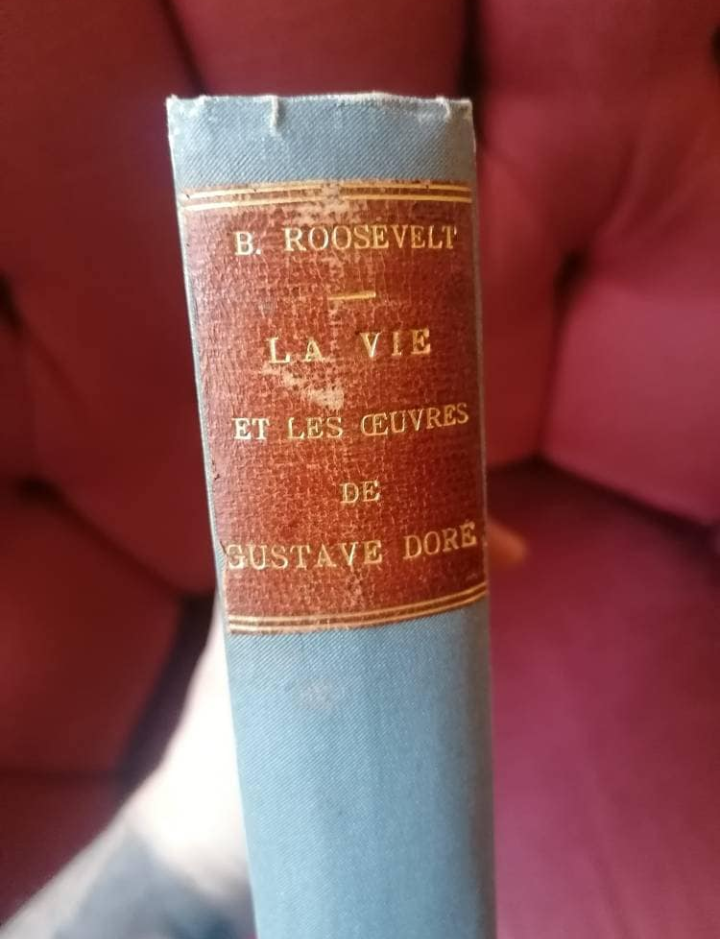 B. ROOSEVELT
LA VIE
ET LES ŒUVRES
DE
GUSTAVE DORÉ